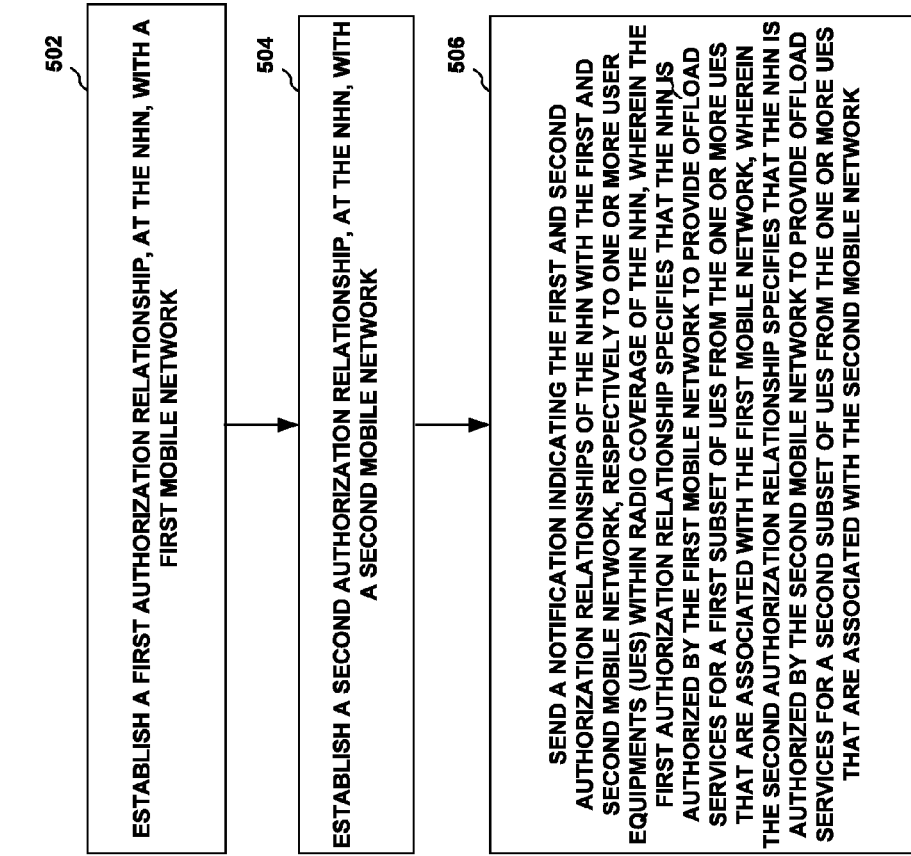 502
ESTABLISH A FIRST AUTHORIZATION RELATIONSHIP, AT THE NHN, WITH A
FIRST MOBILE NETWORK
504
ESTABLISH A SECOND AUTHORIZATION RELATIONSHIP, AT THE NHN, WITH
A SECOND MOBILE NETWORK
506
SEND A NOTIFICATION INDICATING THE FIRST AND SECOND
AUTHORIZATION RELATIONSHIPS OF THE NHN WITH THE FIRST AND
SECOND MOBILE NETWORK, RESPECTIVELY TO ONE OR MORE USER
EQUIPMENTS (UES) WITHIN RADIO COVERAGE OF THE NHN, WHEREIN THE
FIRST AUTHORIZATION RELATIONSHIP SPECIFIES THAT THE NHN IS
AUTHORIZED BY THE FIRST MOBILE NETWORK TO PROVIDE OFFLOAD
SERVICES FOR A FIRST SUBSET OF UES FROM THE ONE OR MORE UES
THAT ARE ASSOCIATED WITH THE FIRST MOBILE NETWORK, WHEREIN
THE SECOND AUTHORIZATION RELATIONSHIP SPECIFIES THAT THE NHN IS
AUTHORIZED BY THE SECOND MOBILE NETWORK TO PROVIDE OFFLOAD
SERVICES FOR A SECOND SUBSET OF UES FROM THE ONE OR MORE UES
THAT ARE ASSOCIATED WITH THE SECOND MOBILE NETWORK